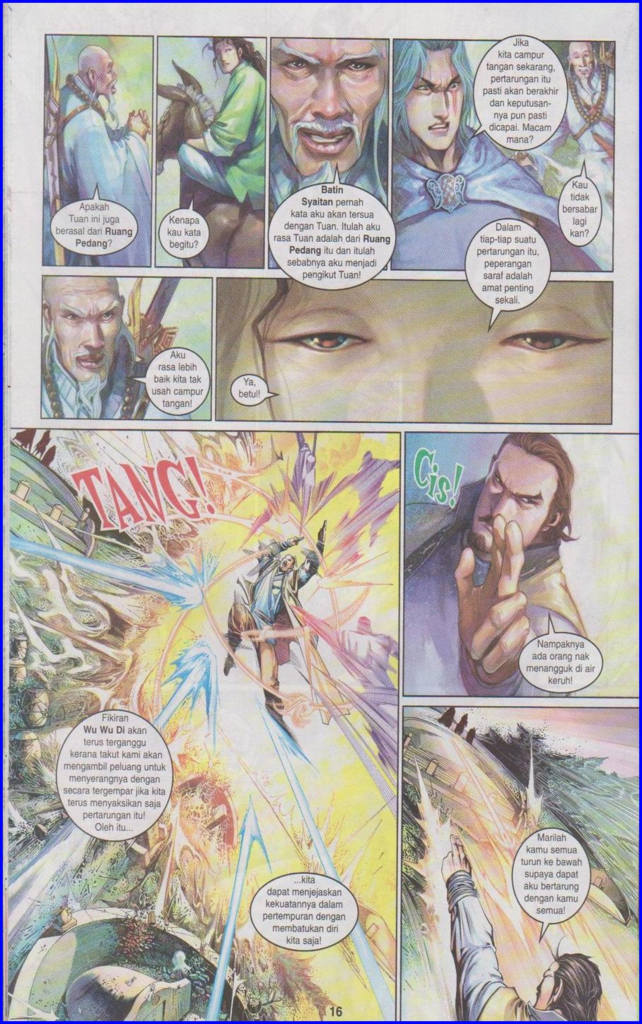 Apakah
Tuan ini juga
berasal dari Ruang
Pedang?
Kenapa
kau kata
begitu?
Batin
Syaitan pernah
kata aku akan tersua
dengan Tuan. Itulah aku
rasa Tuan adalah dari Ruang
Pedang itu dan itulah
sebabnya aku menjadi
pengikut Tuan!
Jika
kita campur
tangan sekarang,
pertarungan itu
pasti akan berakhir
dan keputusan-
nya pun pasti
dicapai. Macam
mana?
Kau
tidak
bersabar
lagi
kan?
Dalam
tiap-tiap suatu
pertarungan itu,
peperangan
saraf adalah
amat penting
sekali.
Aku
rasa lebih
baik kita tak
usah campur
tangan!
Ya,
betul!
TANG!
Fikiran
Wu Wu Di akan
terus terganggu
kerana takut kami akan
mengambil peluang untuk
menyerangnya dengan
secara tergempar jika kita
terus menyaksikan saja
pertarungan itu!
Oleh itu...
...kita
dapat menjejaskan
kekuatannya dalam
pertempuran dengan
membatukan diri
kita saja!
Cis!
Nampaknya
ada orang nak
menangguk di air
keruh!
Marilah
kamu semua
turun ke bawah
supaya dapat
aku bertarung
dengan kamu
semua!
16